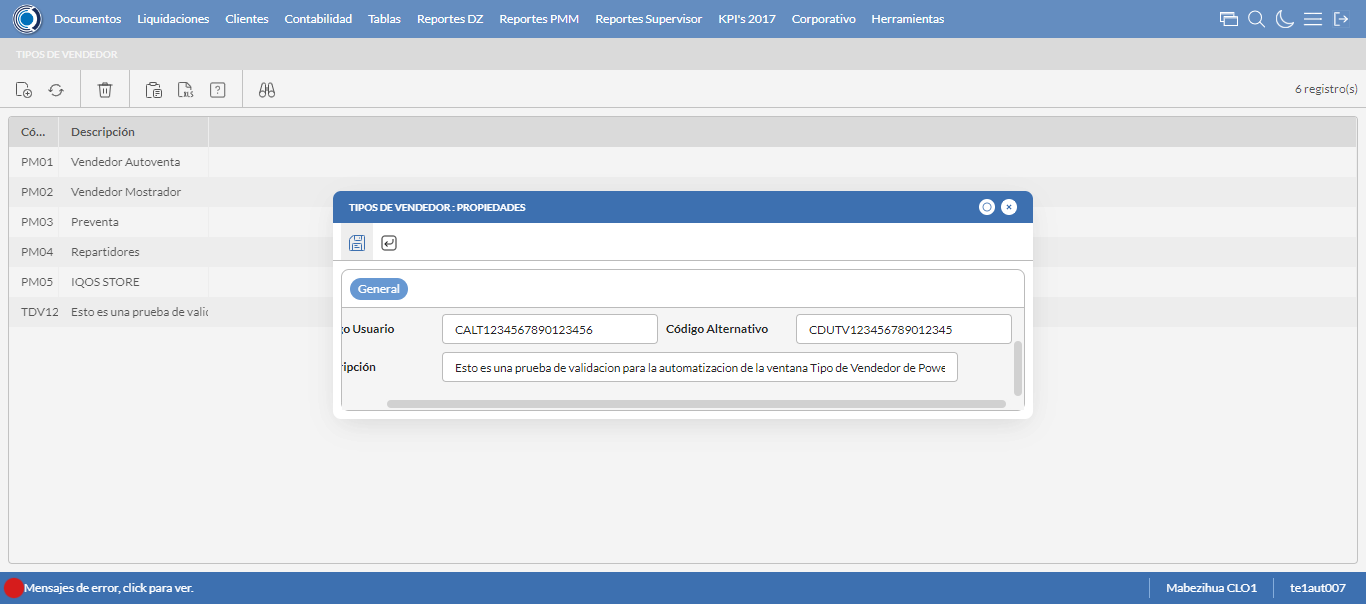 Documentos Liquidaciones Clientes Contabilidad Tablas Reportes DZ Reportes PMM Reportes Supervisor KPI's 2017 Corporativo Herramientas
TIPOS DE VENDEDOR
XLS ? 6 registro(s)
Có... Descripción
PM01 Vendedor Autoventa
PM02 Vendedor Mostrador
PM03 Preventa
PM04 Repartidores
PM05 IQOS STORE
TDV12 Esto es una prueba de valid
TIPOS DE VENDEDOR : PROPIEDADES
General
go Usuario CALT1234567890123456 Código Alternativo CDUTV123456789012345
ripción Esto es una prueba de validacion para la automatizacion de la ventana Tipo de Vendedor de Powe
Mensajes de error, click para ver. Mabezihua CLO1 te1aut007